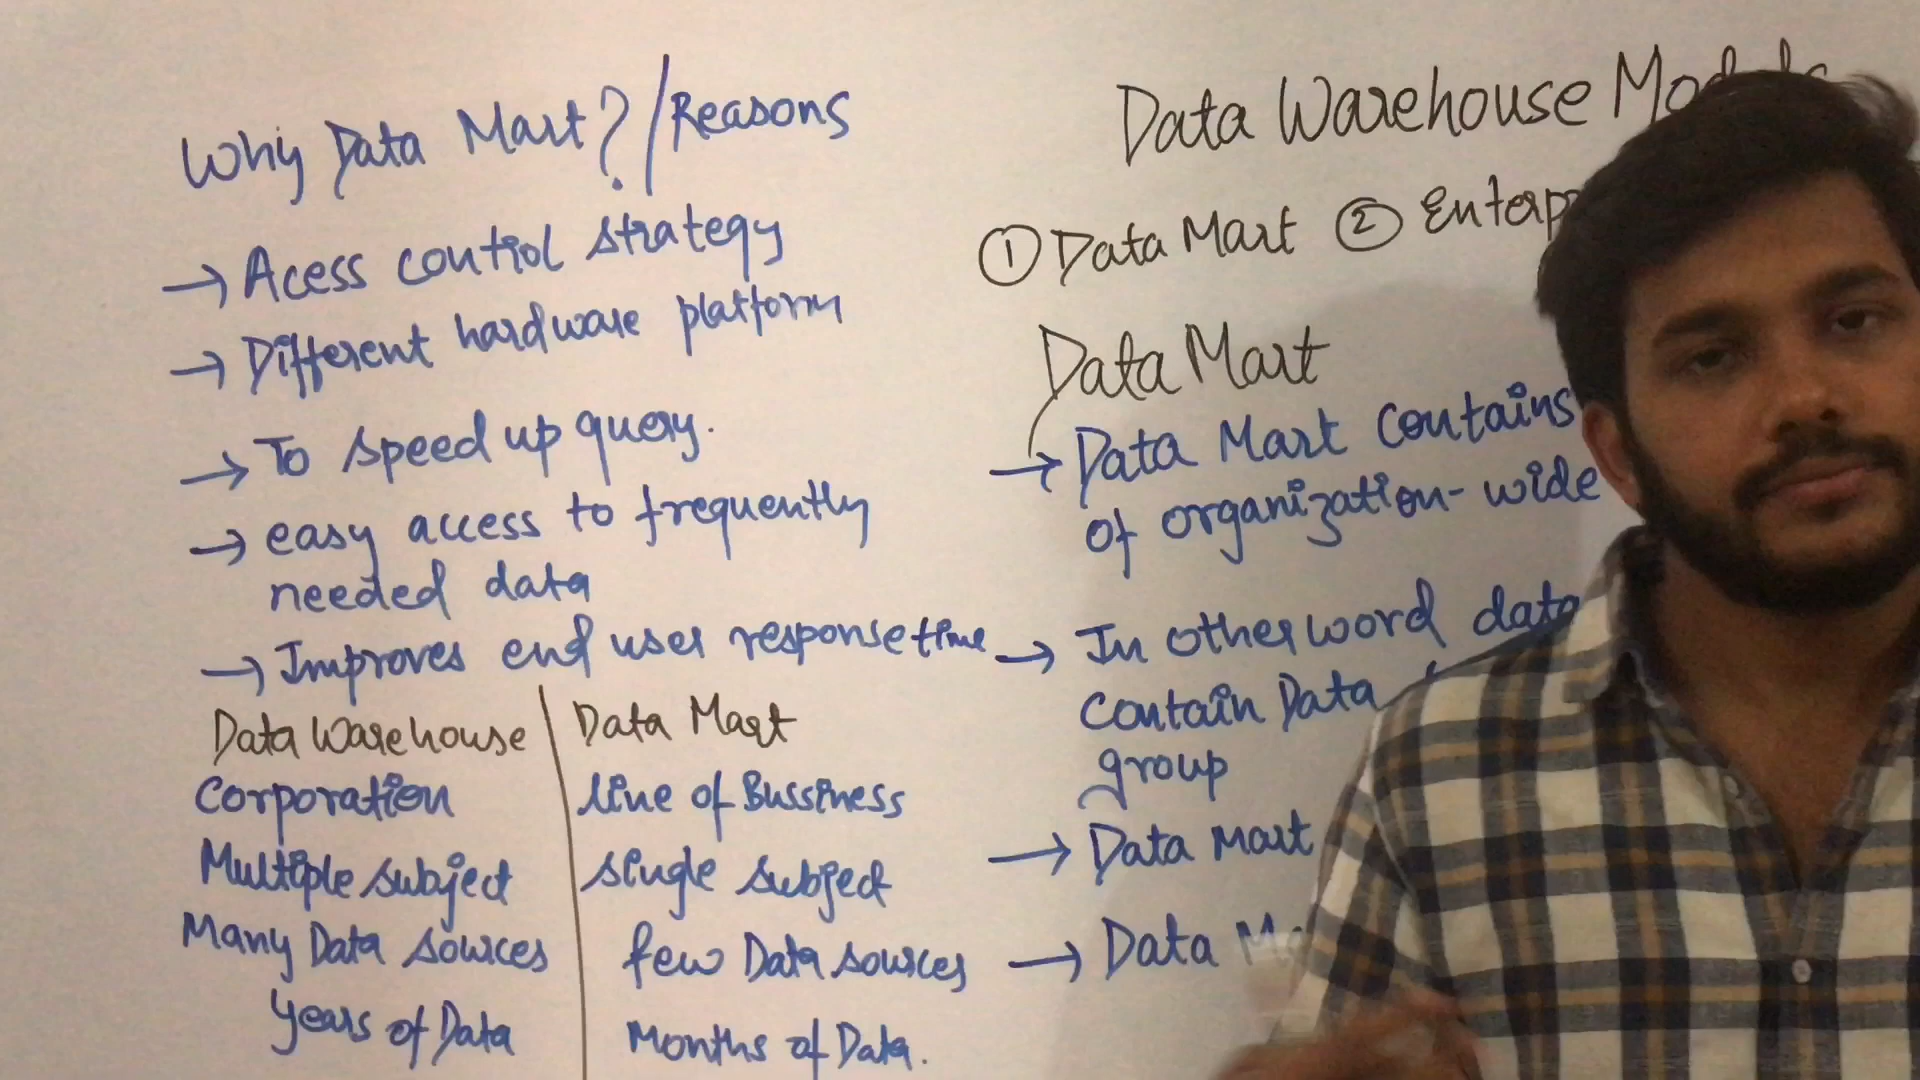 Why Data Mart?/Reasons
→ Acess control strategy
→ Different hardware platform
→ To speed up query.
→ easy access to frequently
needed data
→ Improves end user response time
Data Warehouse | Data Mart
Corporation | line of Bussiness
Multiple subject | single subject
Many Data sources | few Data sources
Years of Data | Months of Data.
Data Warehouse
① Data Mart ②
Data Mart
→ Data Mart contains
of organization-wide
→ In other word data
contain Data
group
→ Data Mart
→ Data